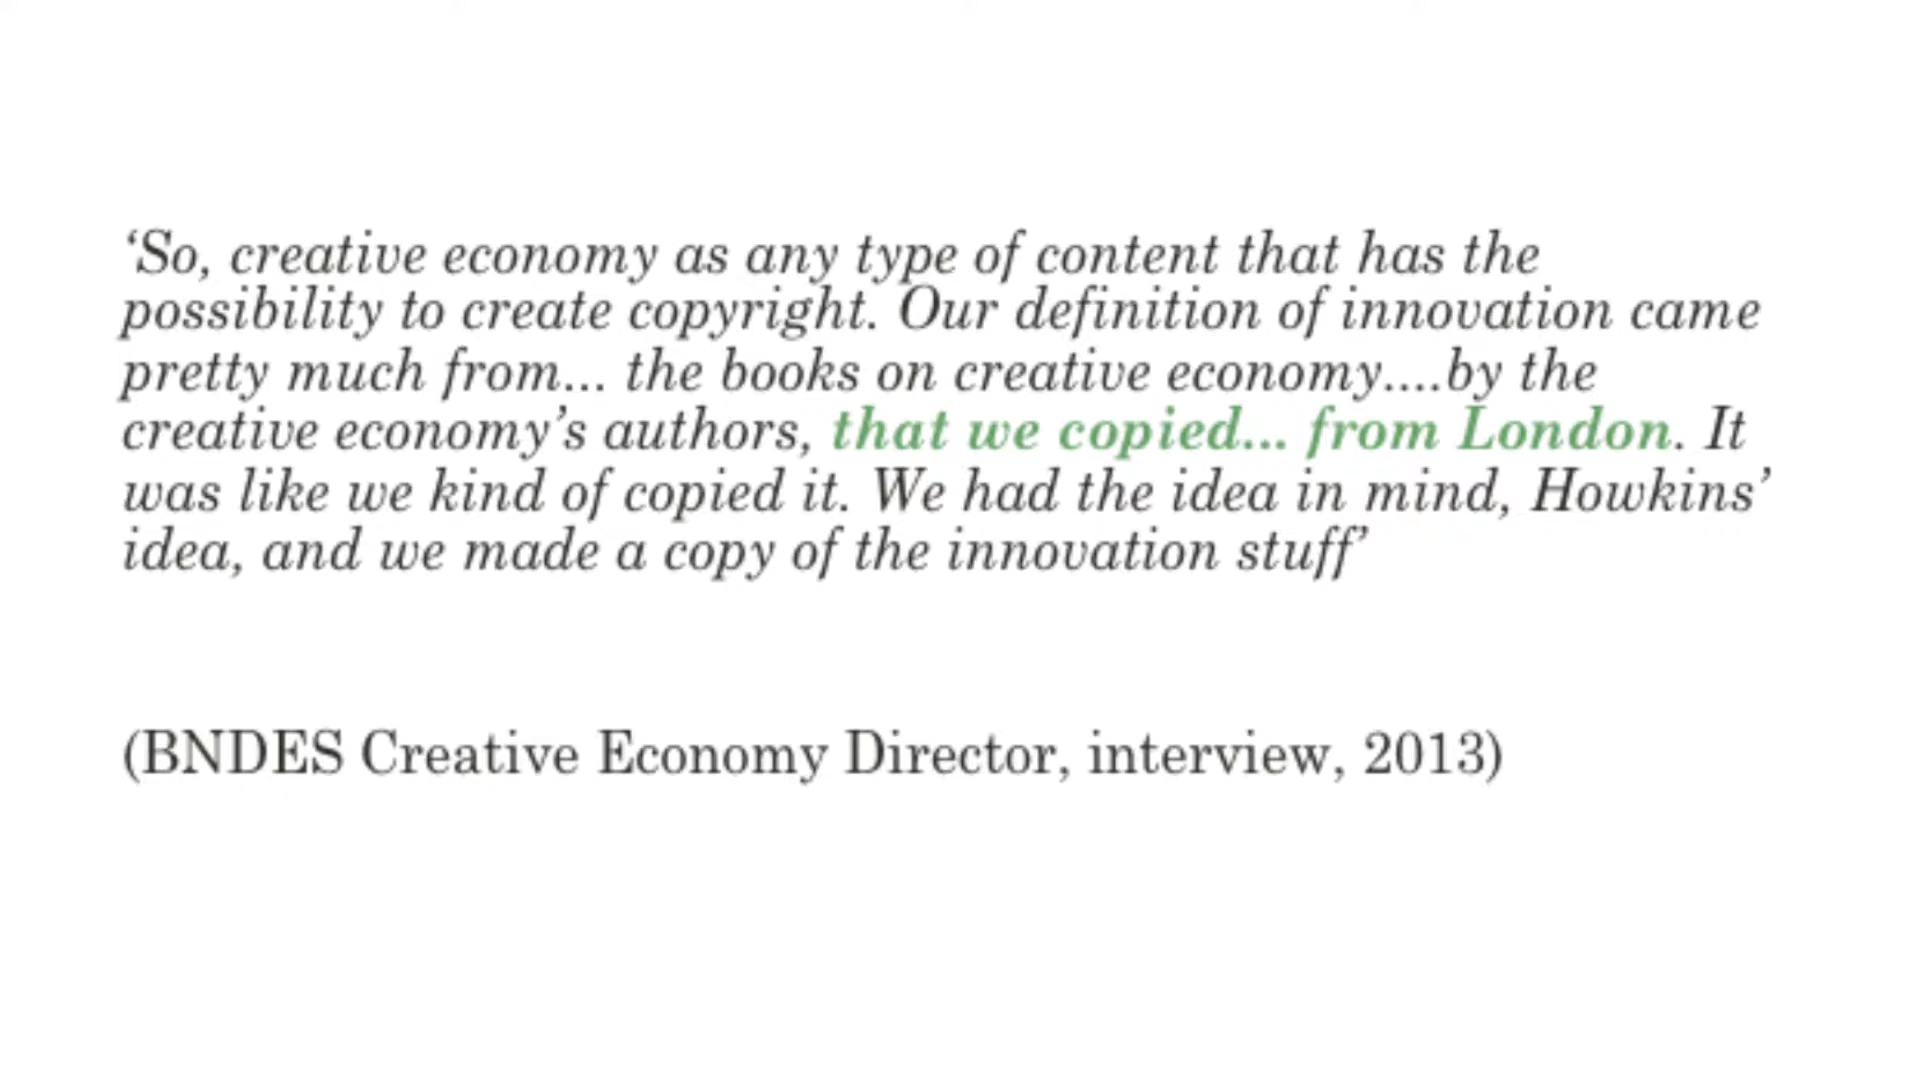 ‘So, creative economy as any type of content that has the
possibility to create copyright. Our definition of innovation came
pretty much from... the books on creative economy....by the
creative economy’s authors, that we copied... from London. It
was like we kind of copied it. We had the idea in mind, Howkins’
idea, and we made a copy of the innovation stuff’
(BNDES Creative Economy Director, interview, 2013)